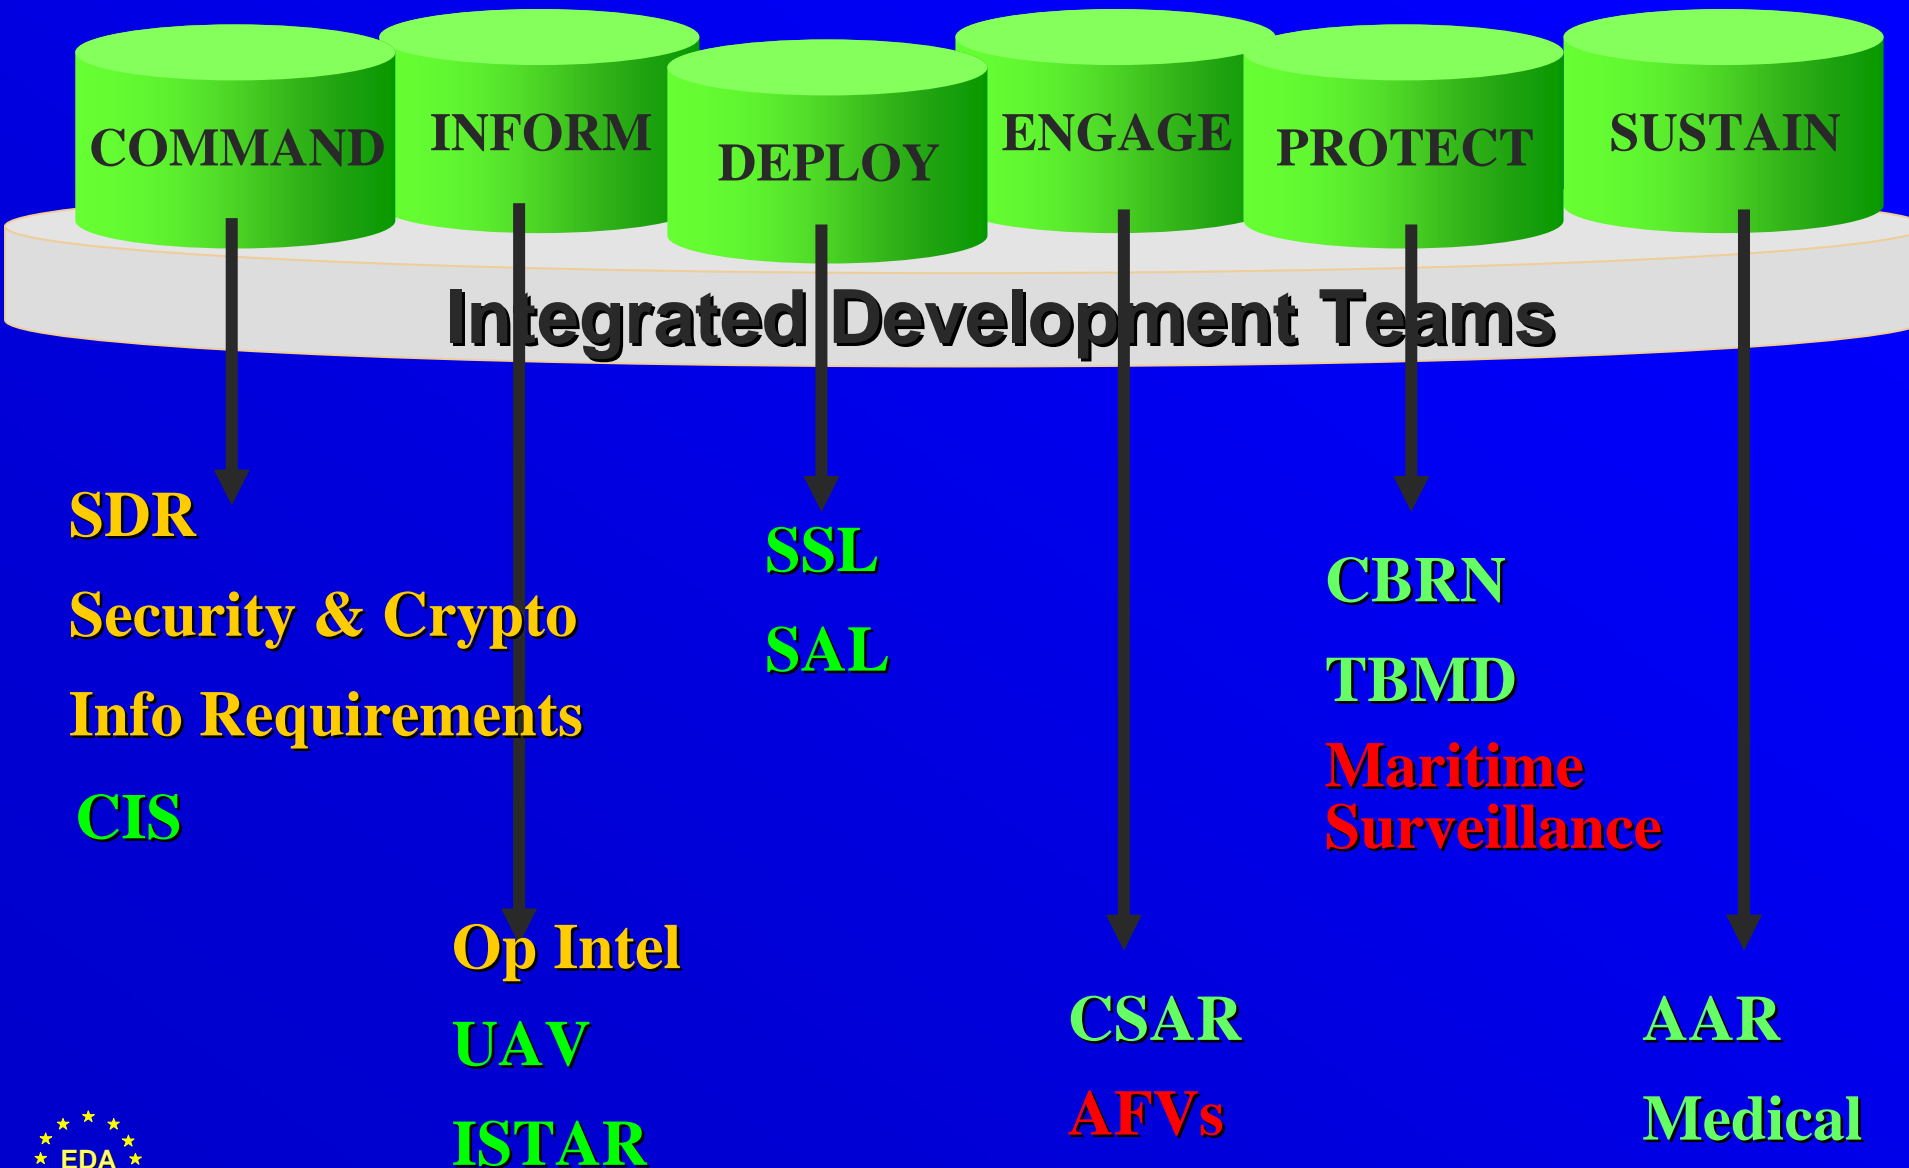 COMMAND
INFORM
DEPLOY
ENGAGE
PROTECT
SUSTAIN
Integrated Development Teams
SDR
Security & Crypto
Info Requirements
CIS
Op Intel
UAV
ISTAR
SSL
SAL
CSAR
AFVs
CBRN
TBMD
Maritime
Surveillance
AAR
Medical
EDA